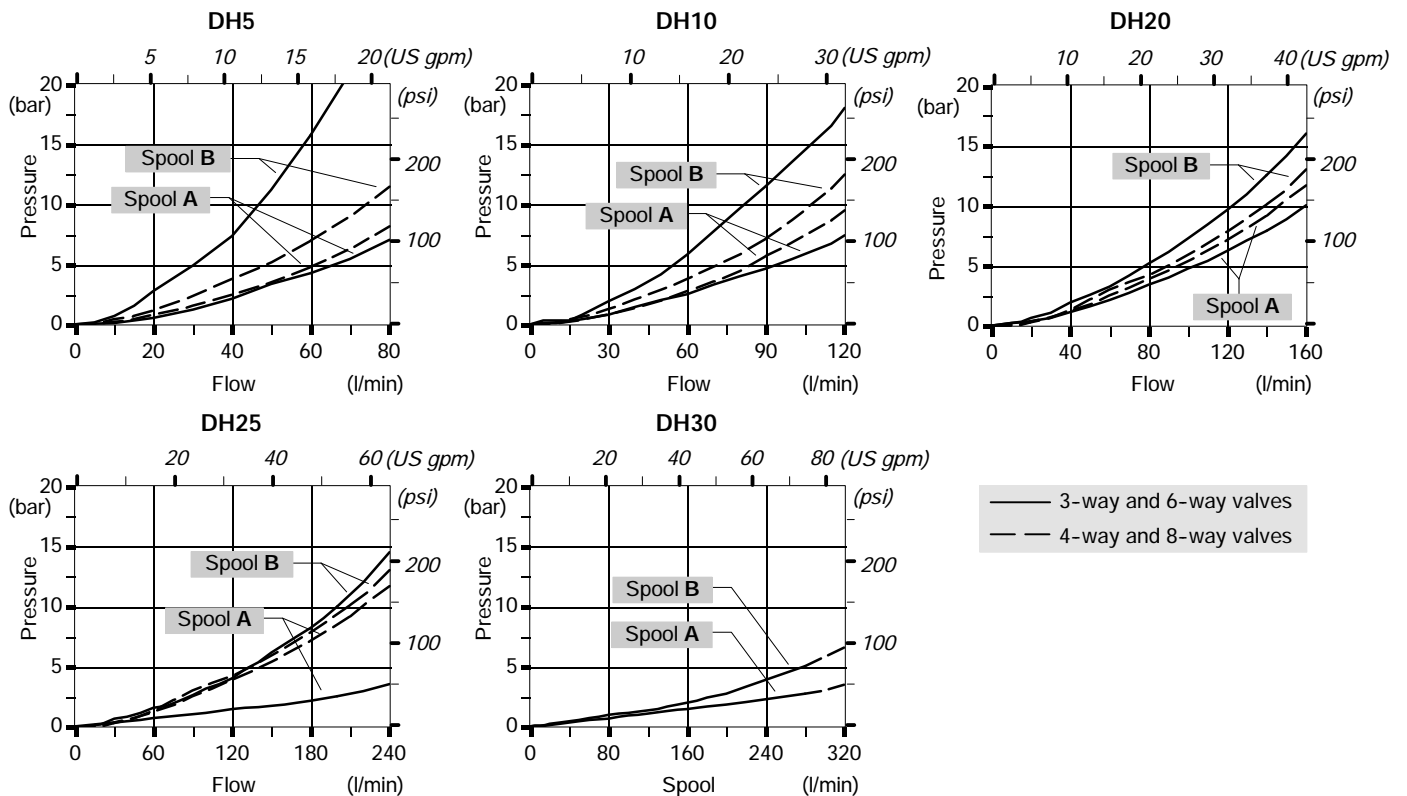 DH5
5 10 15 20 (US gpm)
20
(bar)
(psi)
15
Spool B
200
Pressure
Spool A
10
100
5
0
0 20 40 60 80
Flow (l/min)
DH10
10 20 30 (US gpm)
20
(bar)
(psi)
15
200
Spool B
Pressure
10
Spool A
100
5
0
0 30 60 90 120
Flow (l/min)
DH20
10 20 30 40 (US gpm)
20
(bar)
(psi)
15
Spool B
200
Pressure
10
100
5
Spool A
0
0 40 80 120 160
Flow (l/min)
DH25
20 40 60 (US gpm)
20
(bar)
(psi)
15
Spool B
200
Pressure
10
Spool A
100
5
0
0 60 120 180 240
Flow (l/min)
DH30
20 40 60 80 (US gpm)
20
(bar)
(psi)
15
200
Pressure
Spool B
10
Spool A
100
5
0
0 80 160 240 320
Spool (l/min)
3-way and 6-way valves
4-way and 8-way valves